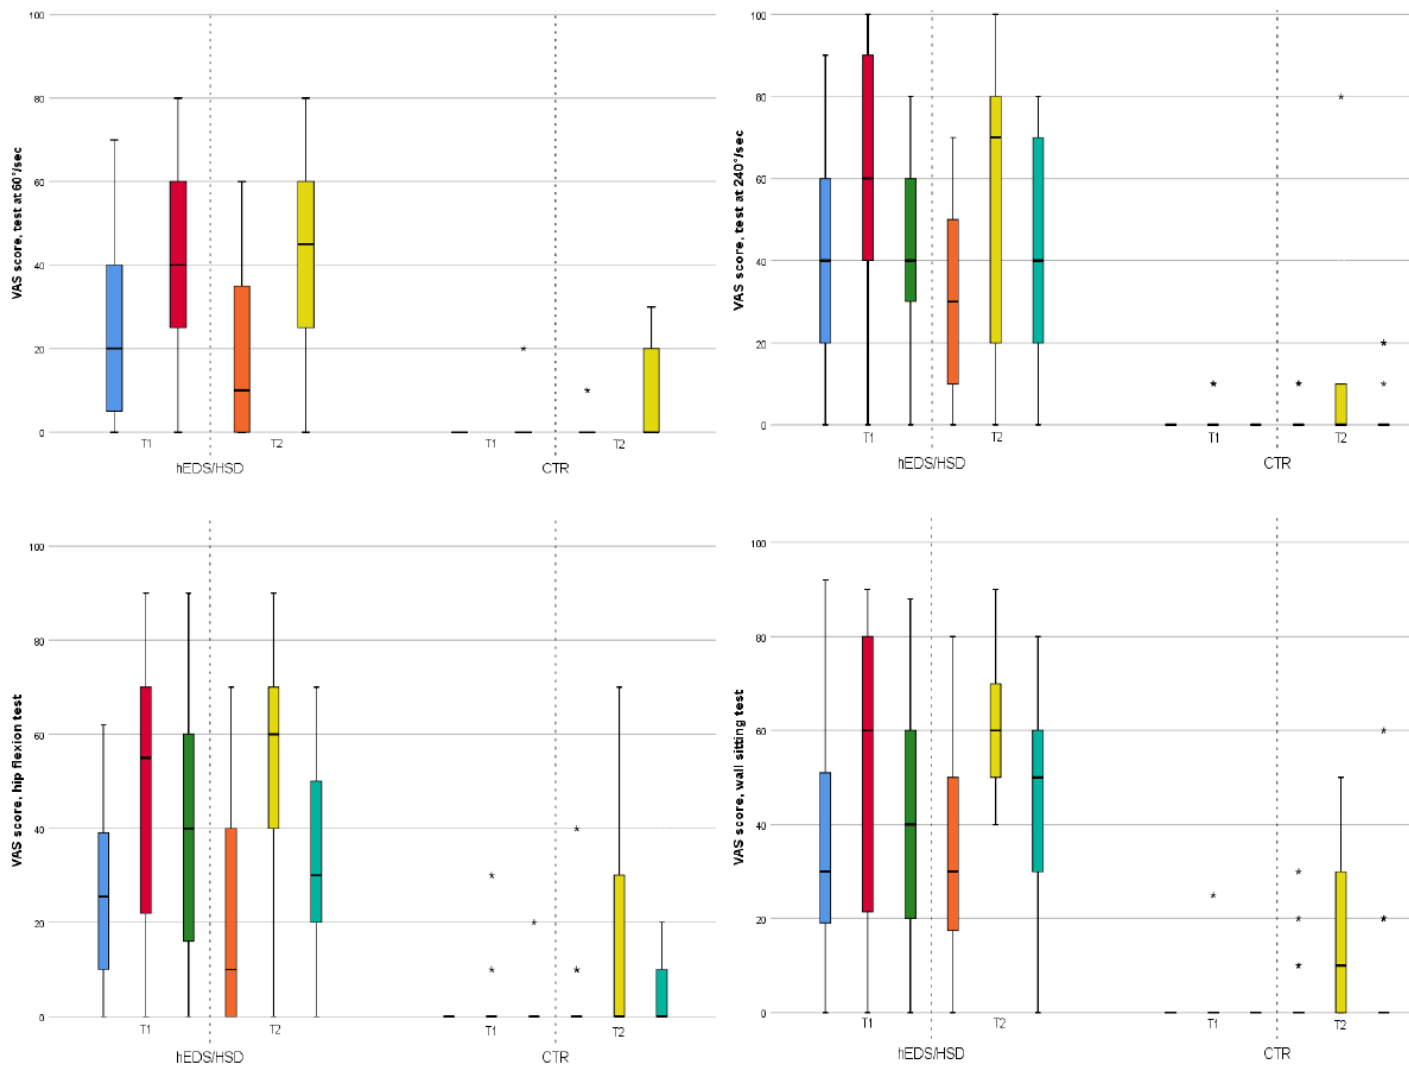 VAS score, test at 60°/sec
100
80
60
40
20
0
T1
T2
T1
T2
hEDS/HSD
CTR
VAS score, test at 240°/sec
100
80
60
40
20
0
T1
T2
T1
T2
hEDS/HSD
CTR
VAS score, hip flexion test
100
80
60
40
20
0
T1
T2
T1
T2
hEDS/HSD
CTR
VAS score, wall sitting test
100
80
60
40
20
0
T1
T2
T1
T2
hEDS/HSD
CTR